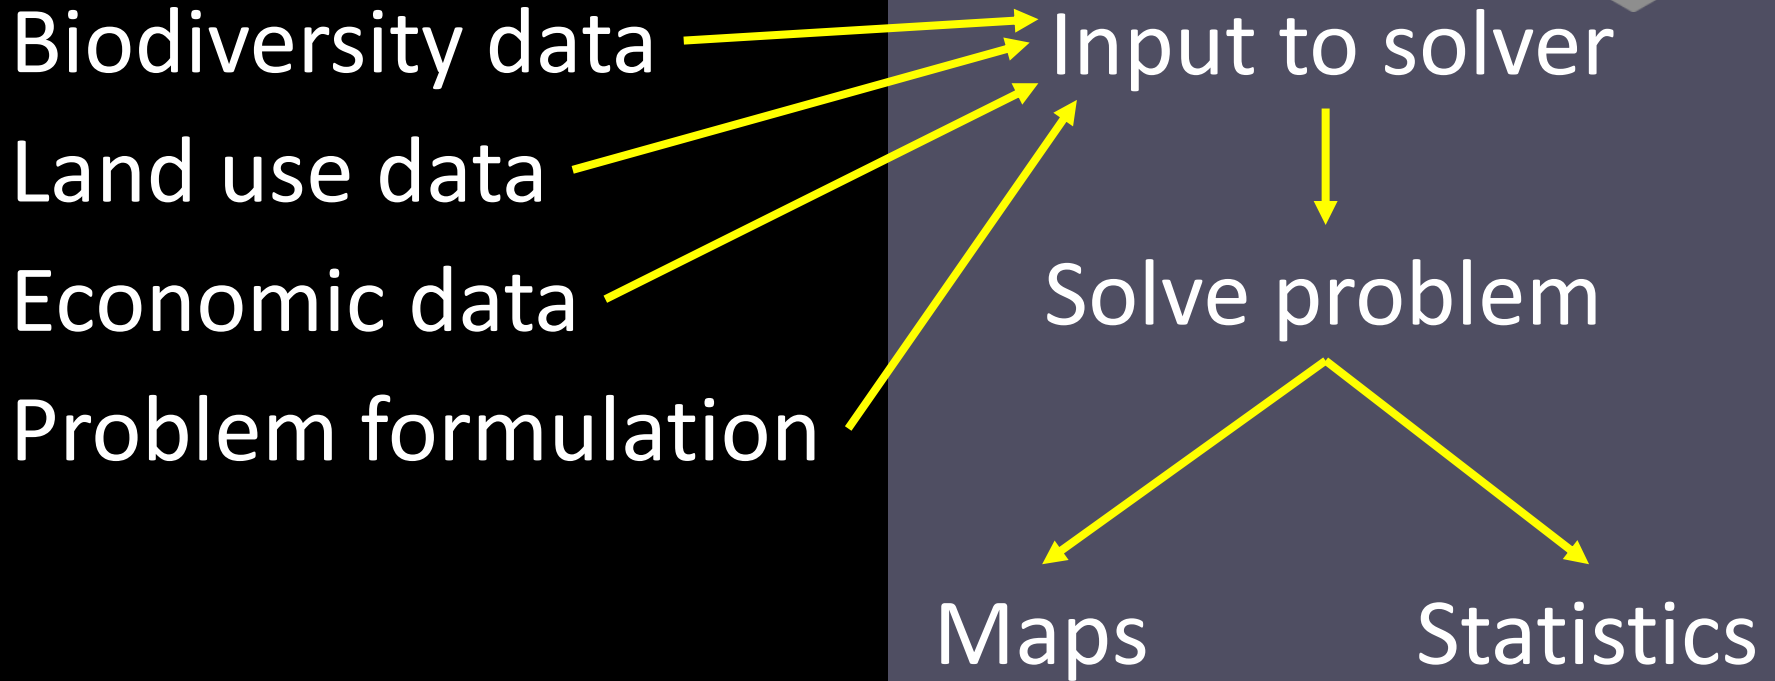 Biodiversity data
Land use data
Economic data
Problem formulation
Input to solver
Solve problem
Maps
Statistics